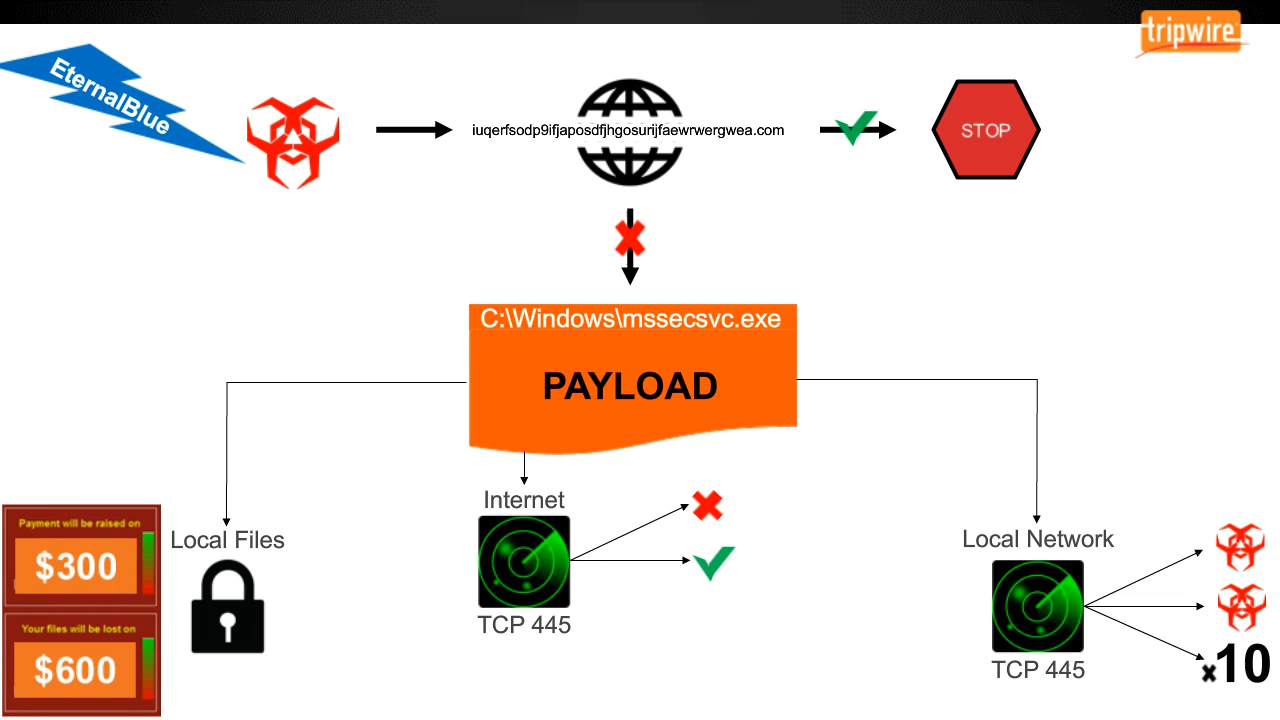 tripwire
EternalBlue
iuqerfsodp9ifjaposdfjhgosurijfaewrwergwea.com
STOP
C:\Windows\mssecsvc.exe
PAYLOAD
Internet
TCP 445
Local Files
Payment will be raised on
$300
Your files will be lost on
$600
Local Network
TCP 445
x10